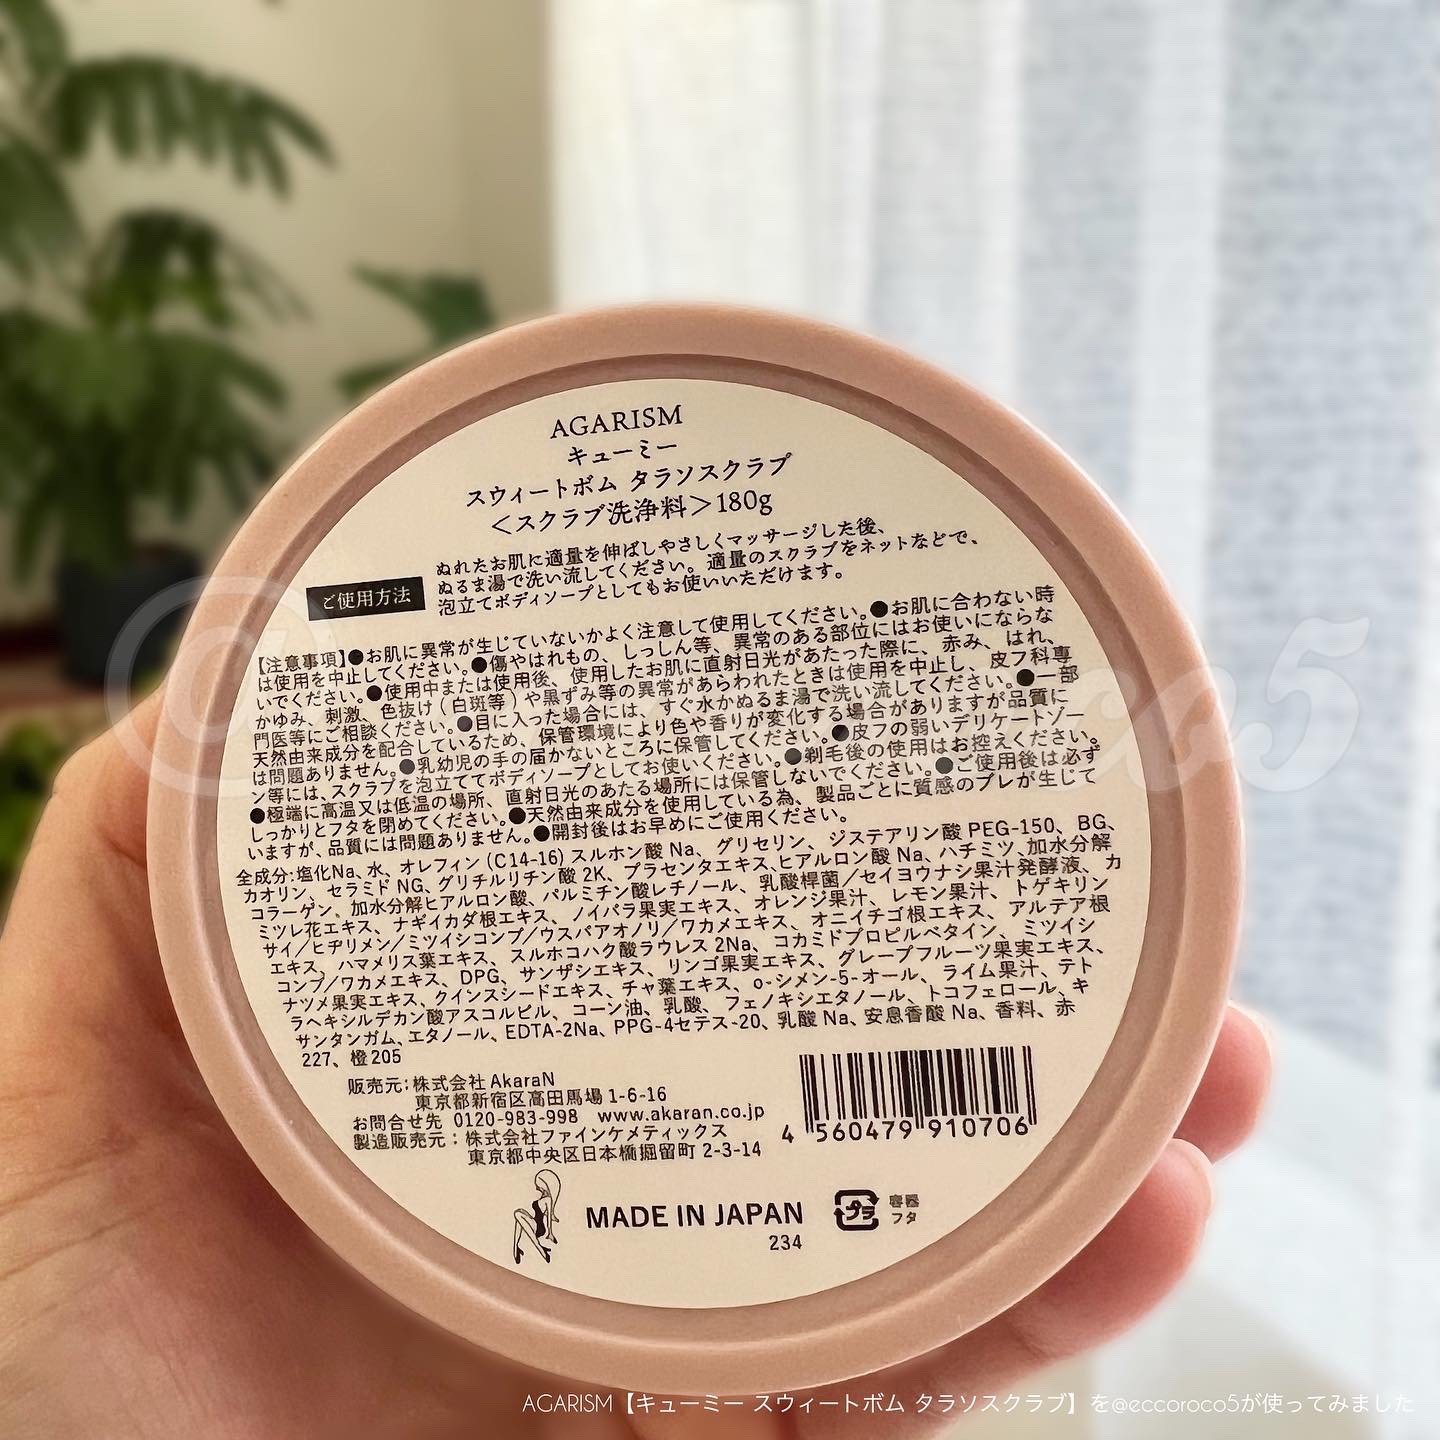 AGARISM
キューミー
スウィートボム タラソスクラブ
＜スクラブ洗浄料＞180g
ご使用方法
ぬれたお肌に適量を伸ばしやさしくマッサージした後、
ぬるま湯で洗い流してください。適量のスクラブをネットなどで、
泡立てボディソープとしてもお使いいただけます。
【注意事項】●お肌に異常が生じていないかよく注意して使用してください。●お肌に合わない時
は使用を中止してください。●傷やはれもの、しっしん等、異常のある部位にはお使いにならな
いでください。●使用中または使用後、使用したお肌に直射日光があたった際に、赤み、はれ、
かゆみ、刺激、色抜け(白斑等)や黒ずみ等の異常があらわれたときは使用を中止し、皮フ科専
門医等にご相談ください。●目に入った場合には、すぐ水かぬるま湯で洗い流してください。●一部
天然由来成分を配合しているため、保管環境により色や香りが変化する場合がありますが品質に
は問題ありません。●乳幼児の手の届かないところに保管してください。●皮フの弱いデリケートゾー
ン等には、スクラブを泡立ててボディソープとしてお使いください。●剃毛後の使用はお控えください。
●極端に高温又は低温の場所、直射日光のあたる場所には保管しないでください。●ご使用後は必ず
しっかりとフタを閉めてください。●天然由来成分を使用している為、製品ごとに質感のブレが生じて
いますが、品質には問題ありません。●開封後はお早めにご使用ください。
全成分:塩化Na、水、オレフィン(C14-16)スルホン酸Na、グリセリン、ジステアリン酸PEG-150、BG、
カオリン、セラミドNG、グリチルリチン酸2K、プラセンタエキス、ヒアルロン酸Na、ハチミツ、加水分解
コラーゲン、加水分解ヒアルロン酸、パルミチン酸レチノール、乳酸桿菌/セイヨウナシ果汁発酵液、カ
ミツレ花エキス、ナギイカダ根エキス、ノイバラ果実エキス、オレンジ果汁、レモン果汁、トゲキリン
サイ/ヒヂリメン/ミツイシコンブ/ウスバアオノリ/ワカメエキス、オニイチゴ根エキス、アルテア根
エキス、ハマメリス葉エキス、スルホコハク酸ラウレス2Na、コカミドプロピルベタイン、ミツイシ
コンブ/ワカメエキス、DPG、サンザシエキス、リンゴ果実エキス、グレープフルーツ果実エキス、
ナツメ果実エキス、クインスシードエキス、チャ葉エキス、o-シメン-5-オール、ライム果汁、テト
ラヘキシルデカン酸アスコルビル、コーン油、乳酸、フェノキシエタノール、トコフェロール、キ
サンタンガム、エタノール、EDTA-2Na、PPG-4セテス-20、乳酸Na、安息香酸Na、香料、赤
227、橙205
販売元:株式会社AkaraN
東京都新宿区高田馬場1-6-16
お問合せ先 0120-983-998 www.akaran.co.jp
製造販売元:株式会社ファインケメティックス
東京都中央区日本橋堀留町2-3-14
4 560479 910706
MADE IN JAPAN
234
プラ
容器
フタ
@eccoroco5
AGARISM【キューミー スウィートボム タラソスクラブ】を@eccoroco5が使ってみました